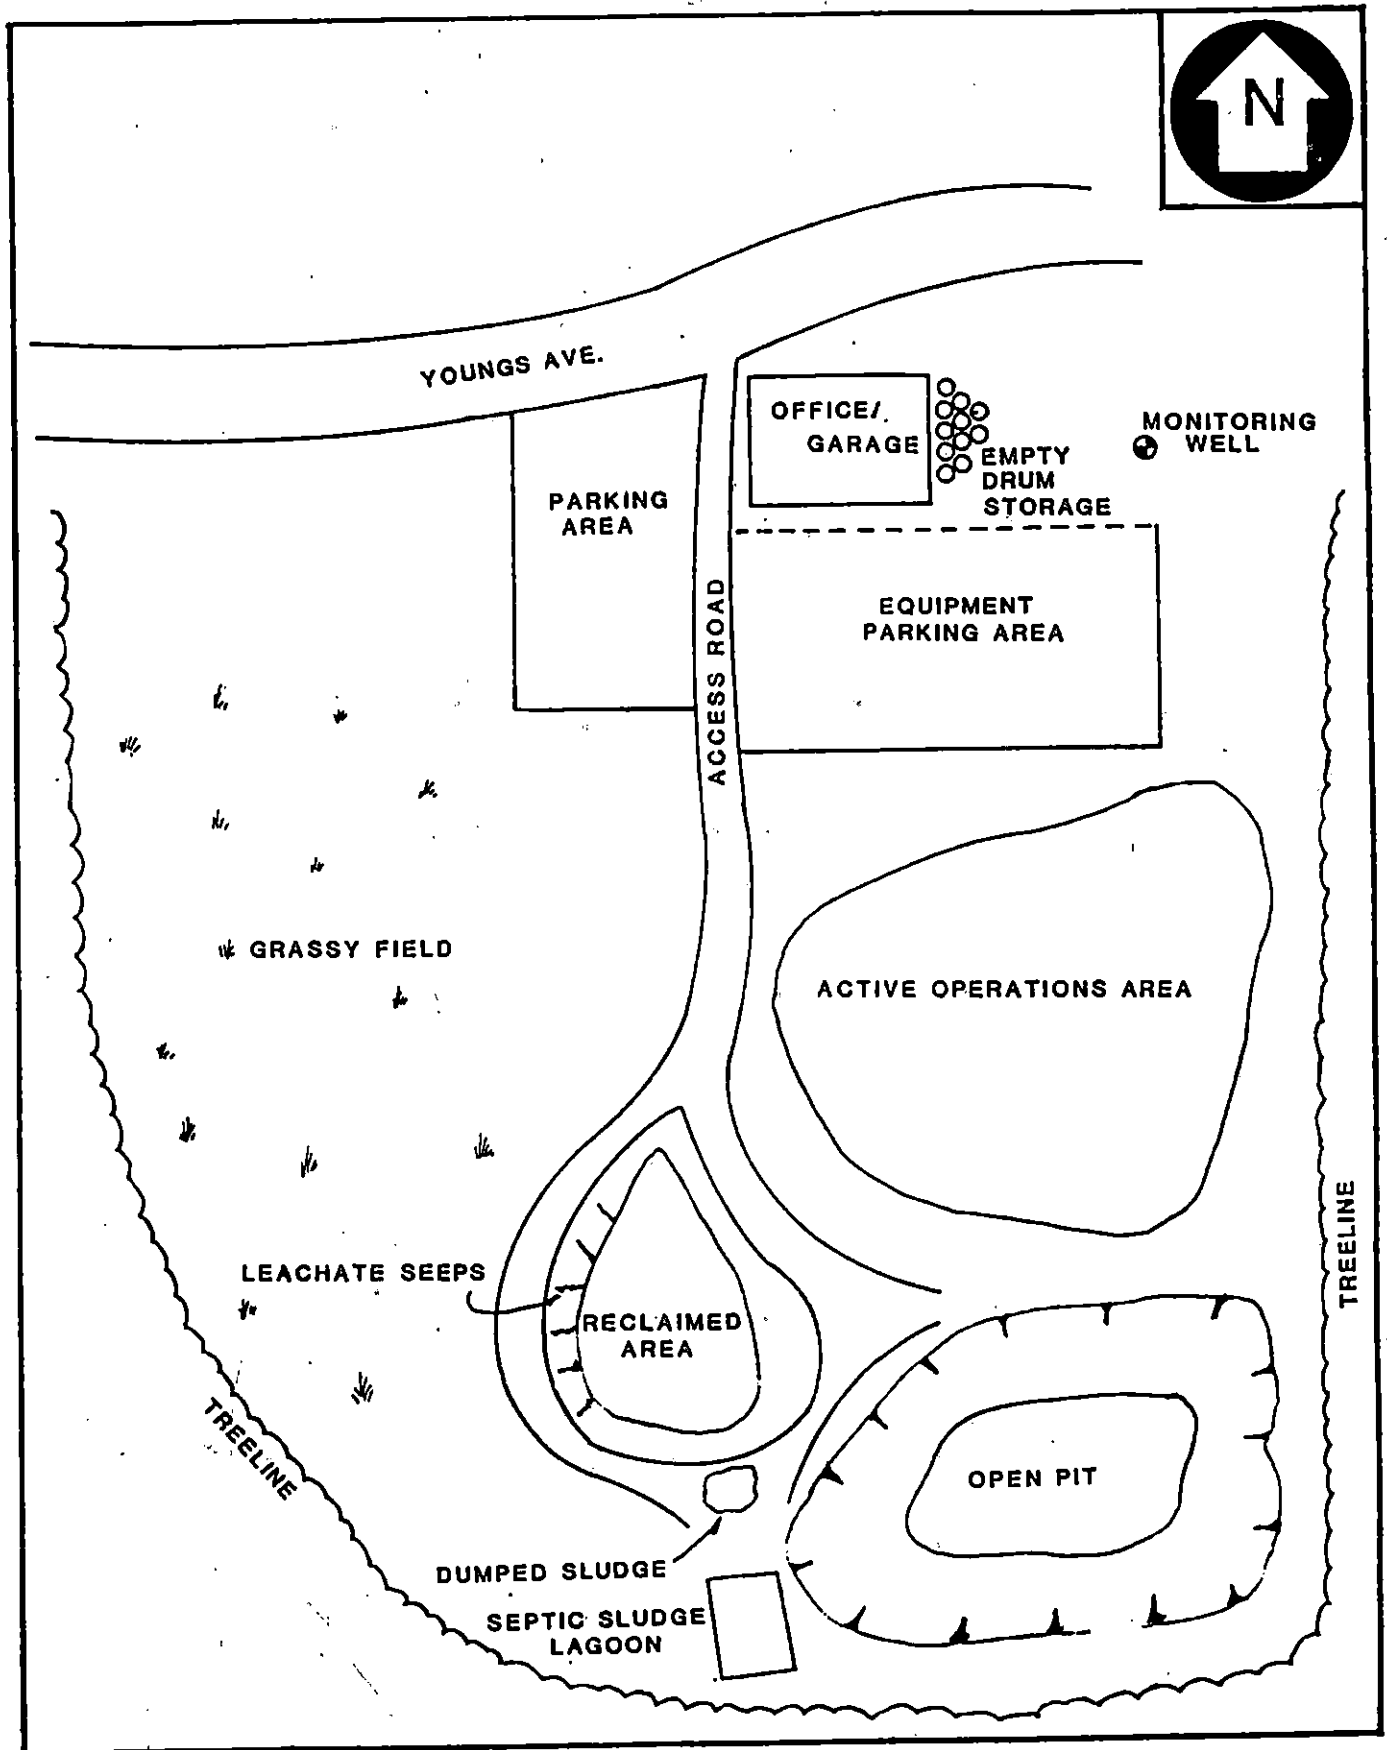 N
YOUNGS AVE.
OFFICE/
GARAGE
MONITORING
WELL
EMPTY
DRUM
STORAGE
PARKING
AREA
EQUIPMENT
PARKING AREA
ACCESS ROAD
GRASSY FIELD
ACTIVE OPERATIONS AREA
TREELINE
LEACHATE SEEPS
RECLAIMED
AREA
TREELINE
OPEN PIT
DUMPED SLUDGE
SEPTIC SLUDGE
LAGOON